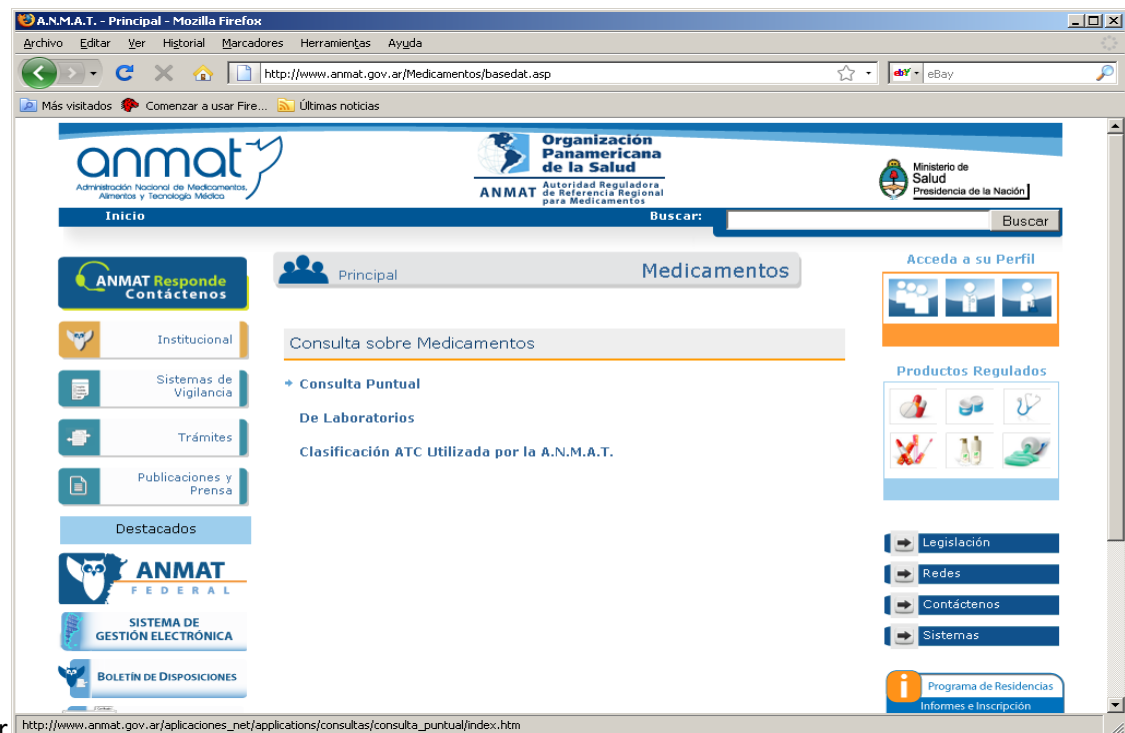 A.N.M.A.T. - Principal - Mozilla Firefox
Archivo Editar Ver Historial Marcadores Herramientas Ayuda
http://www.anmat.gov.ar/Medicamentos/basedat.asp
ebY eBay
Más visitados Comenzar a usar Fire... Últimas noticias
anmat
Administración Nacional de Medicamentos,
Alimentos y Tecnología Médica
Organización
Panamericana
de la Salud
ANMAT Autoridad Reguladora
de Referencia Regional
para Medicamentos
Ministerio de
Salud
Presidencia de la Nación
Inicio
Buscar:
Buscar
ANMAT Responde
Contáctenos
Institucional
Sistemas de
Vigilancia
Trámites
Publicaciones y
Prensa
Destacados
ANMAT
FEDERAL
SISTEMA DE
GESTIÓN ELECTRÓNICA
BOLETÍN DE DISPOSICIONES
Principal
Medicamentos
Consulta sobre Medicamentos
Consulta Puntual
De Laboratorios
Clasificación ATC Utilizada por la A.N.M.A.T.
Acceda a su Perfil
Productos Regulados
Legislación
Redes
Contáctenos
Sistemas
i
Programa de Residencias
Informes e Inscripción
r
http://www.anmat.gov.ar/aplicaciones_net/applications/consultas/consulta_puntual/index.htm